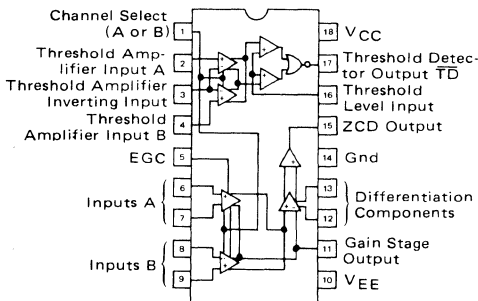 Channel Select
(A or B)
1
Threshold Amp-
lifier Input A
2
Threshold Amplifier
Inverting Input
3
Threshold
Amplifier Input B
4
EGC
5
Inputs A
6
7
Inputs B
8
9
18
VCC
17
Threshold Detec-
tor Output TD
16
Threshold
Level Input
15
ZCD Output
14
Gnd
13
12
Differentiation
Components
11
Gain Stage
Output
10
VEE